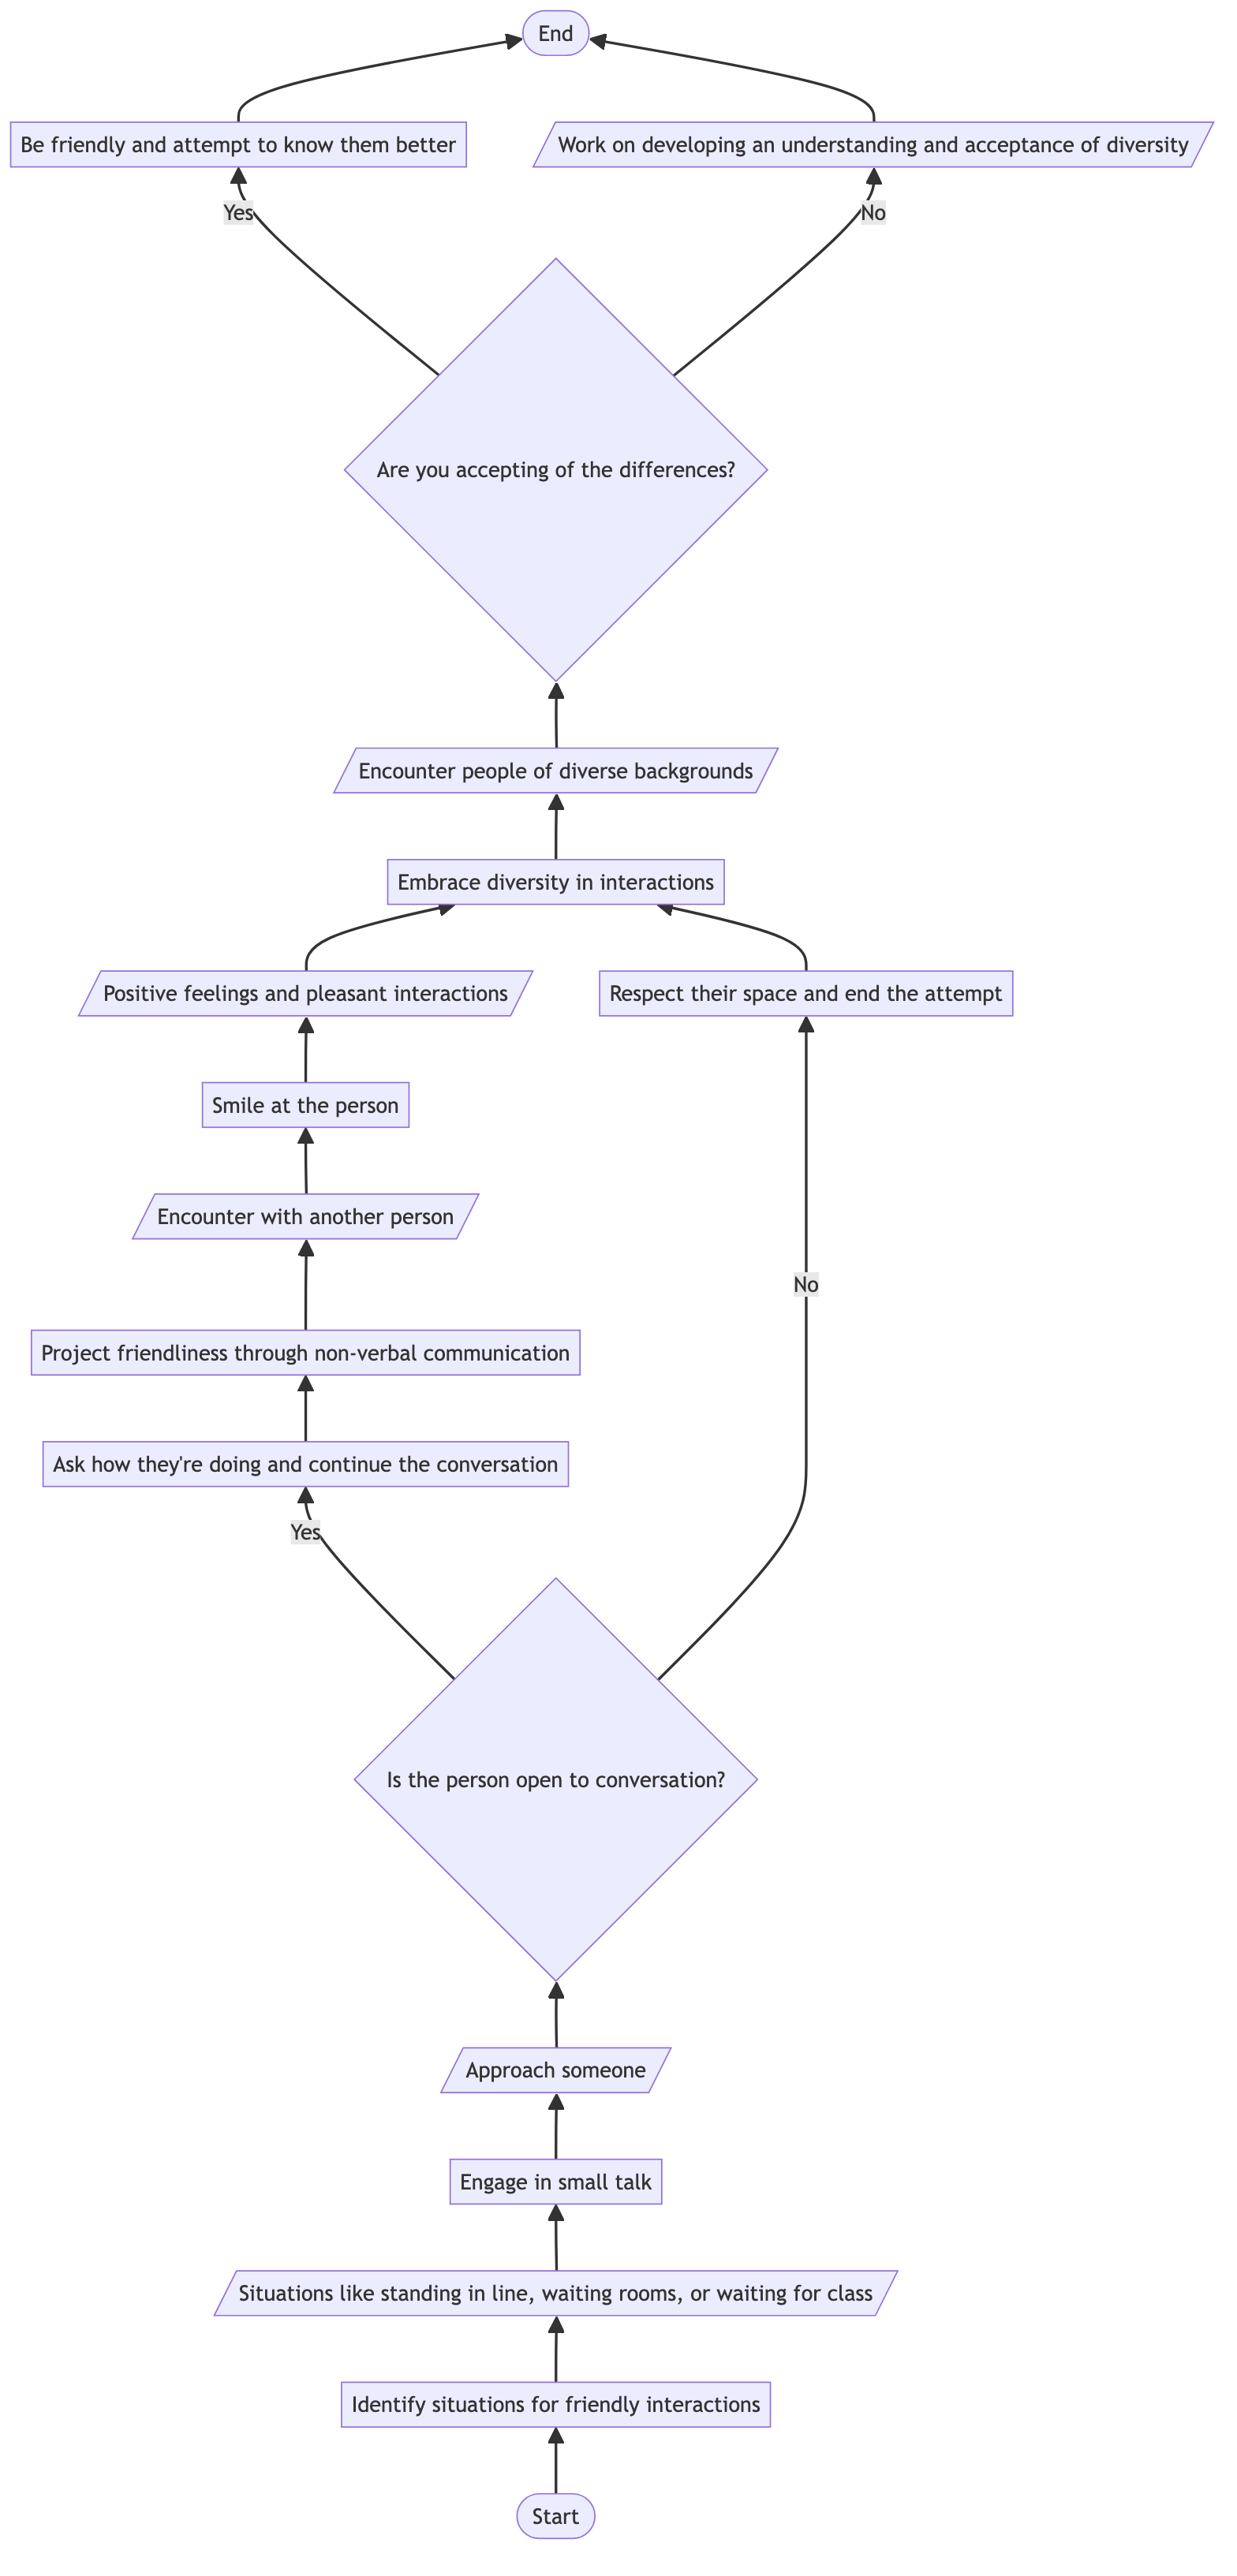 End
Be friendly and attempt to know them better
Work on developing an understanding and acceptance of diversity
Yes
No
Are you accepting of the differences?
Encounter people of diverse backgrounds
Embrace diversity in interactions
Positive feelings and pleasant interactions
Respect their space and end the attempt
Smile at the person
Encounter with another person
No
Project friendliness through non-verbal communication
Ask how they're doing and continue the conversation
Yes
Is the person open to conversation?
Approach someone
Engage in small talk
Situations like standing in line, waiting rooms, or waiting for class
Identify situations for friendly interactions
Start